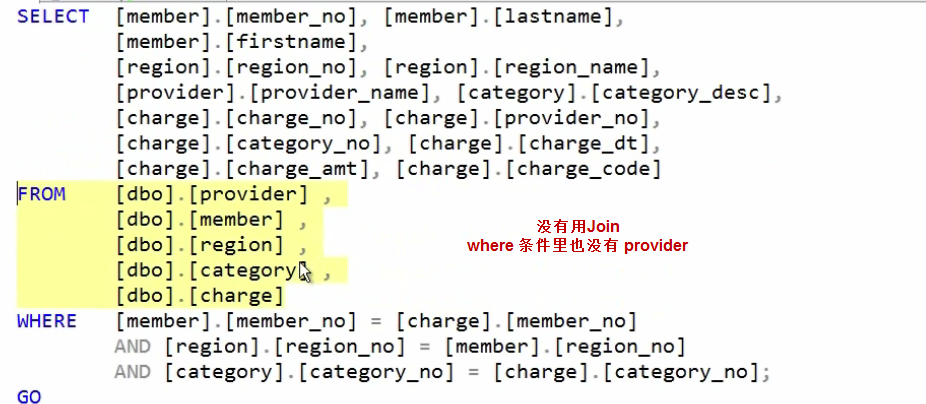 SELECT [member].[member_no], [member].[lastname],
[member].[firstname],
[region].[region_no], [region].[region_name],
[provider].[provider_name], [category].[category_desc],
[charge].[charge_no], [charge].[provider_no],
[charge].[category_no], [charge].[charge_dt],
[charge].[charge_amt], [charge].[charge_code]
FROM [dbo].[provider] ,
[dbo].[member] ,
[dbo].[region] ,
[dbo].[category] ,
[dbo].[charge]
没有用Join
where 条件里也没有 provider
WHERE [member].[member_no] = [charge].[member_no]
AND [region].[region_no] = [member].[region_no]
AND [category].[category_no] = [charge].[category_no];
GO